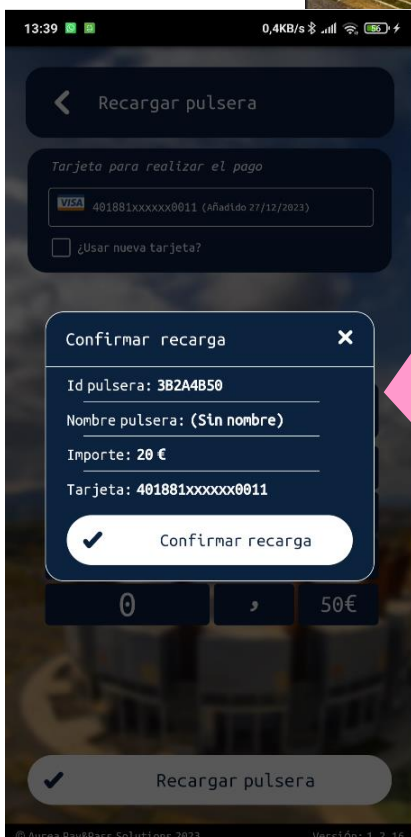 13:39 0,4KB/s 56
Recargar pulsera
Tarjeta para realizar el pago
VISA 401881xxxxxx0011 (Añadido 27/12/2023)
¿Usar nueva tarjeta?
Confirmar recarga
Id pulsera: 3B2A4B50
Nombre pulsera: (Sin nombre)
Importe: 20 €
Tarjeta: 401881xxxxxx0011
Confirmar recarga
0 , 50€
Recargar pulsera
© Aurea Pay&Pass Solutions 2023 Versión: 1.2.16